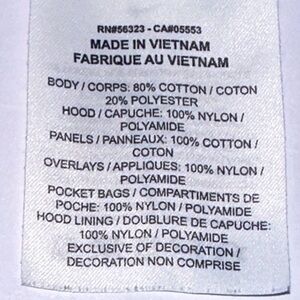 RN#56323 - CA#05553
MADE IN VIETNAM
FABRIQUE AU VIETNAM
BODY / CORPS: 80% COTTON / COTON
20% POLYESTER
HOOD / CAPUCHE: 100% NYLON /
POLYAMIDE
PANELS / PANNEAUX: 100% COTTON /
COTON
OVERLAYS / APPLIQUES: 100% NYLON /
POLYAMIDE
POCKET BAGS / COMPARTIMENTS DE
POCHE: 100% NYLON / POLYAMIDE
HOOD LINING / DOUBLURE DE CAPUCHE:
100% NYLON / POLYAMIDE
EXCLUSIVE OF DECORATION /
DECORATION NON COMPRISE